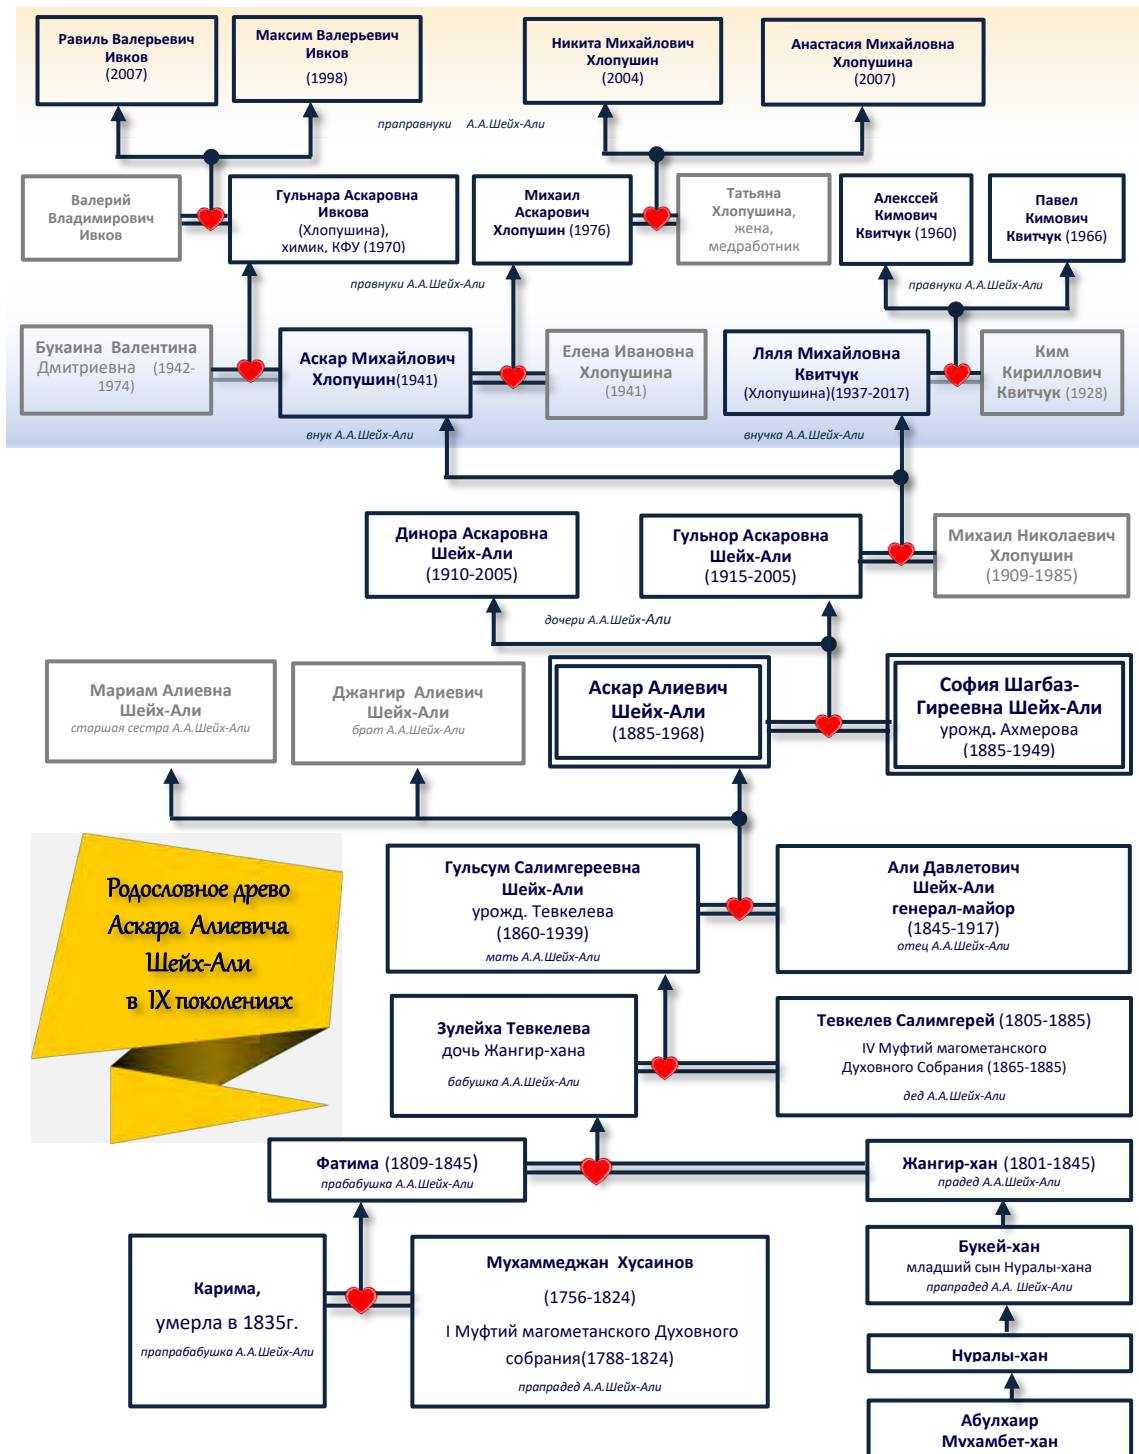 Равиль Валерьевич
Ивков
(2007)
Максим Валерьевич
Ивков
(1998)
Никита Михайлович
Хлопушин
(2004)
Анастасия Михайловна
Хлопушина
(2007)
праправнуки А.А.Шейх-Али
Валерий
Владимирович
Ивков
Гульнара Аскаровна
Ивкова
(Хлопушина),
химик, КФУ (1970)
Михаил
Аскарович
Хлопушин (1976)
Татьяна
Хлопушина,
жена,
медработник
Алекссей
Кимович
Квитчук (1960)
Павел
Кимович
Квитчук (1966)
правнуки А.А.Шейх-Али
правнуки А.А.Шейх-Али
Букаина Валентина
Дмитриевна (1942-
1974)
Аскар Михайлович
Хлопушин(1941)
Елена Ивановна
Хлопушина
(1941)
Ляля Михайловна
Квитчук
(Хлопушина)(1937-2017)
Ким
Кириллович
Квитчук (1928)
внук А.А.Шейх-Али
внучка А.А.Шейх-Али
Динора Аскаровна
Шейх-Али
(1910-2005)
Гульнор Аскаровна
Шейх-Али
(1915-2005)
Михаил Николаевич
Хлопушин
(1909-1985)
дочери А.А.Шейх-Али
Мариам Алиевна
Шейх-Али
старшая сестра А.А.Шейх-Али
Джангир Алиевич
Шейх-Али
брат А.А.Шейх-Али
Аскар Алиевич
Шейх-Али
(1885-1968)
София Шагбаз-
Гиреевна Шейх-Али
урожд. Ахмерова
(1885-1949)
Родословное древо
Аскара Алиевича
Шейх-Али
в IX поколениях
Гульсум Салимгереевна
Шейх-Али
урожд. Тевкелева
(1860-1939)
мать А.А.Шейх-Али
Али Давлетович
Шейх-Али
генерал-майор
(1845-1917)
отец А.А.Шейх-Али
Зулейха Тевкелева
дочь Жангир-хана
бабушка А.А.Шейх-Али
Тевкелев Салимгерей (1805-1885)
IV Муфтий магометанского
Духовного Собрания (1865-1885)
дед А.А.Шейх-Али
Фатима (1809-1845)
прабабушка А.А.Шейх-Али
Жангир-хан (1801-1845)
прадед А.А.Шейх-Али
Карима,
умерла в 1835г.
прапрабабушка А.А.Шейх-Али
Мухаммеджан Хусаинов
(1756-1824)
I Муфтий магометанского Духовного
собрания(1788-1824)
прапрадед А.А.Шейх-Али
Букей-хан
младший сын Нуралы-хана
прапрадед А.А. Шейх-Али
Нуралы-хан
Абулхаир
Мухамбет-хан